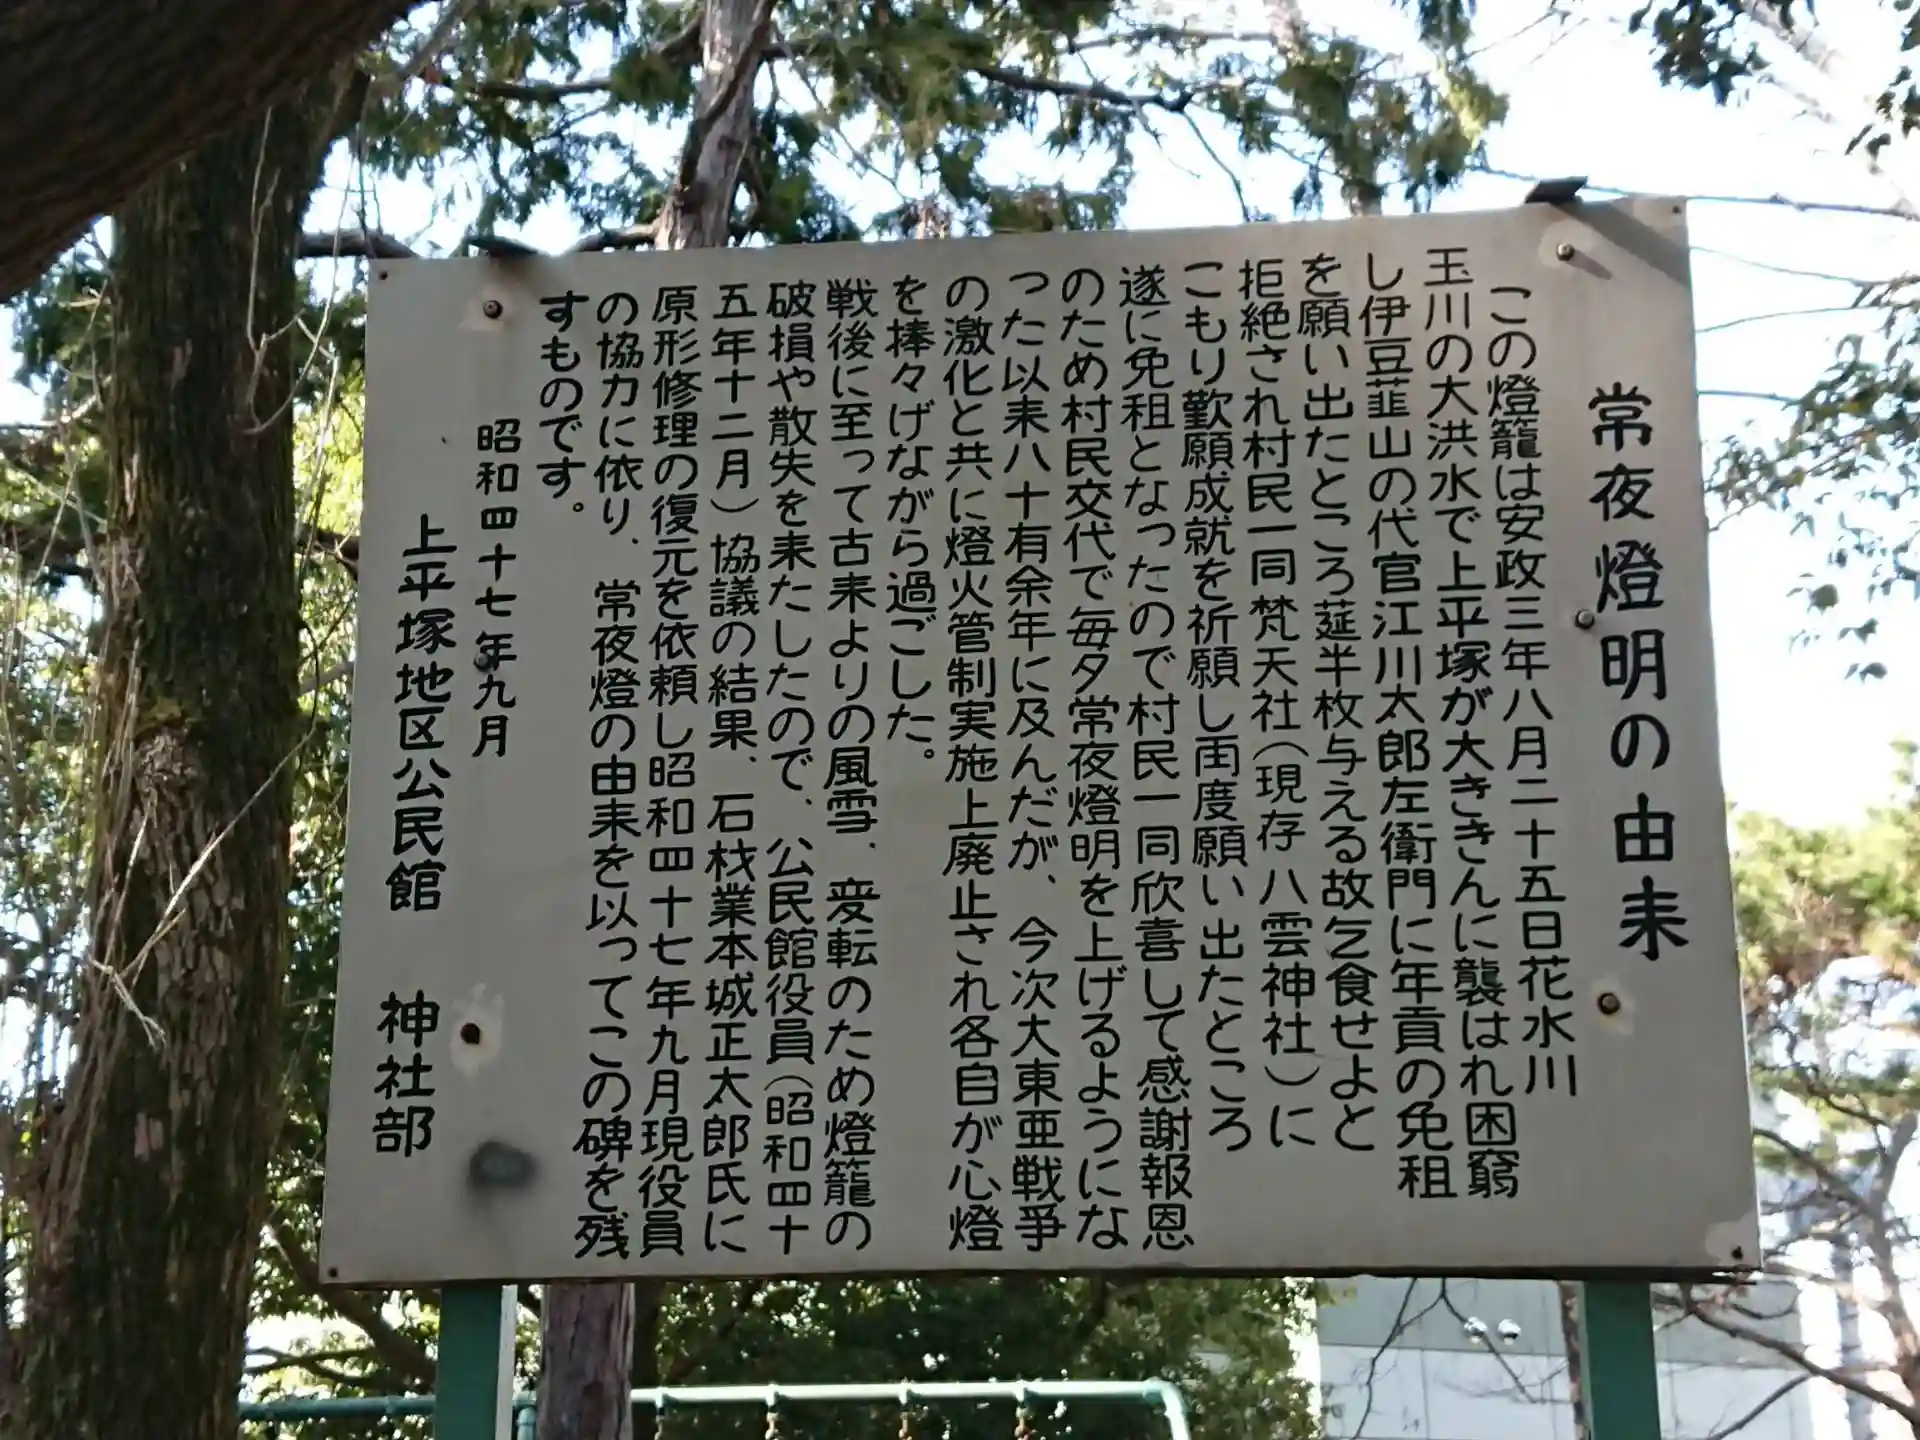 常夜燈明の由来
この燈籠は安政三年八月二十五日花水川
玉川の大洪水で上平塚が大ききんに襲はれ困窮
し伊豆韮山の代官江川太郎左衛門に年貢の免租
を願い出たところ莚半枚与える故乞食せよと
拒絶され村民一同梵天社(現存八雲神社)に
こもり歎願成就を祈願し再度願い出たところ
遂に免租となったので村民一同欣喜して感謝報恩
のため村民交代で毎夕常夜燈明を上げるようにな
った以来八十有余年に及んだが、今次大東亜戦争
の激化と共に燈火管制実施上廃止され各自が心燈
を捧々げながら過ごした。
戦後に至って古来よりの風雪、変転のため燈籠の
破損や散失を来たしたので、公民館役員(昭和四十
五年十二月)協議の結果、石材業本城正太郎氏に
原形修理の復元を依頼し昭和四十七年九月現役員
の協力に依り、常夜燈の由来を以ってこの碑を残
すものです。
昭和四十七年九月
上平塚地区公民館 神社部